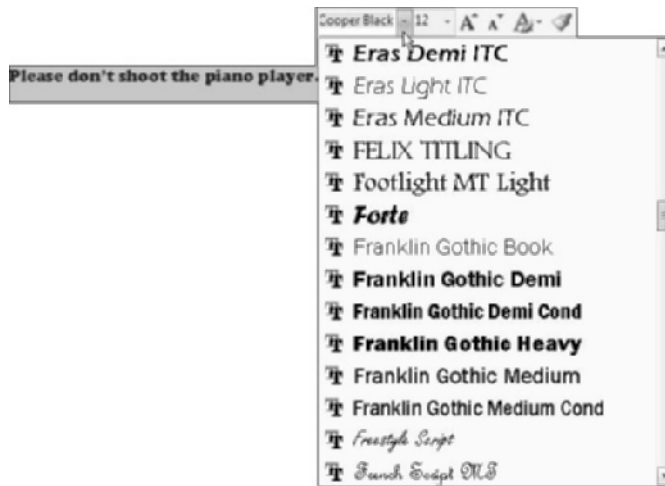 Cooper Black 12
Please don't shoot the piano player.
Eras Demi ITC
Eras Light ITC
Eras Medium ITC
FELIX TITLING
Footlight MT Light
Forte
Franklin Gothic Book
Franklin Gothic Demi
Franklin Gothic Demi Cond
Franklin Gothic Heavy
Franklin Gothic Medium
Franklin Gothic Medium Cond
Freestyle Script
French Script MT